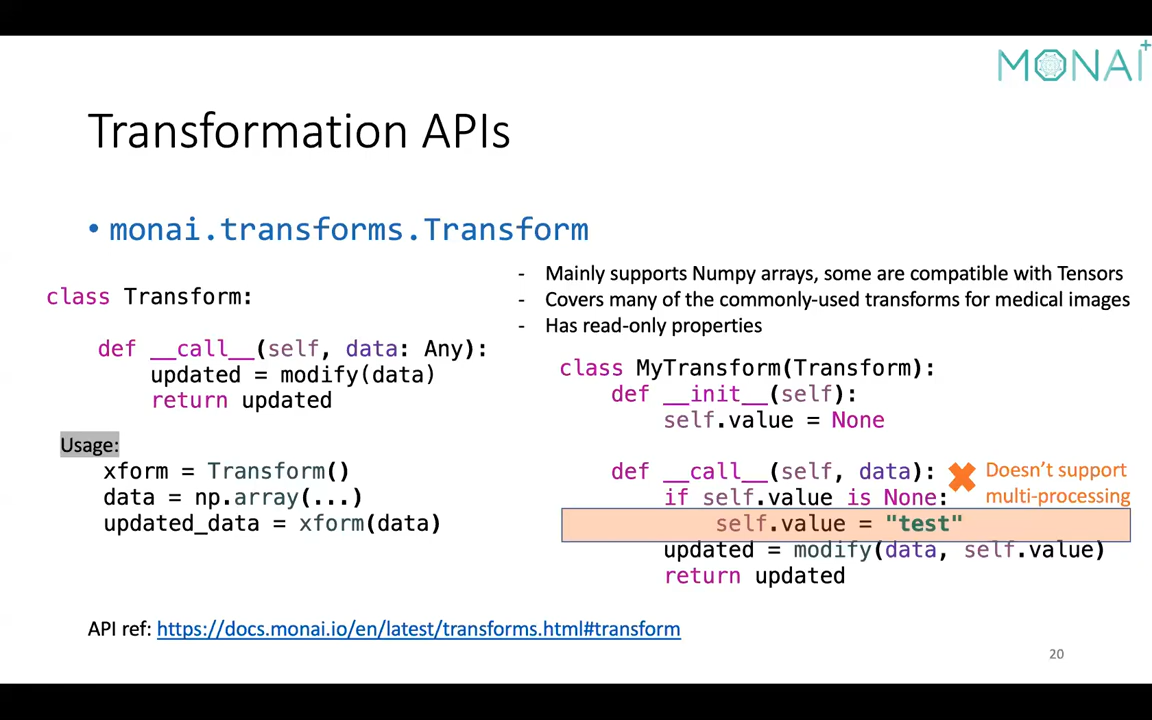 MONAI+
Transformation APIs
• monai.transforms.Transform
class Transform:
def __call__(self, data: Any):
updated = modify(data)
return updated
Usage:
xform = Transform()
data = np.array(...)
updated_data = xform(data)
- Mainly supports Numpy arrays, some are compatible with Tensors
- Covers many of the commonly-used transforms for medical images
- Has read-only properties
class MyTransform(Transform):
def __init__(self):
self.value = None
def __call__(self, data):
if self.value is None:
self.value = "test"
updated = modify(data, self.value)
return updated
Doesn’t support
multi-processing
API ref: https://docs.monai.io/en/latest/transforms.html#transform
20